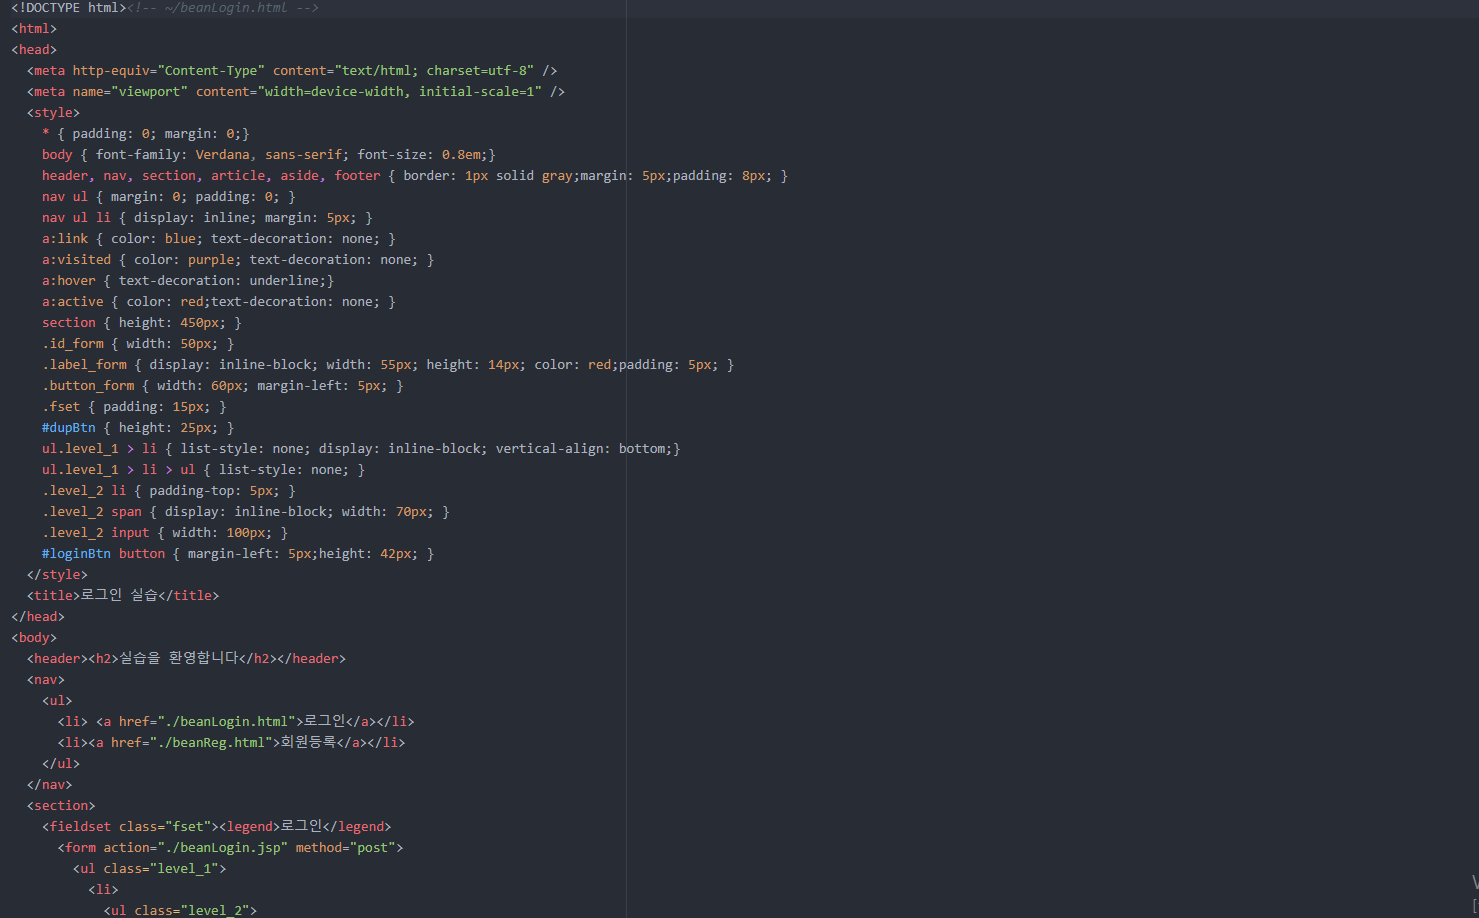 <!DOCTYPE html><!-- ~/beanLogin.html -->
<html>
<head>
  <meta http-equiv="Content-Type" content="text/html; charset=utf-8" />
  <meta name="viewport" content="width=device-width, initial-scale=1" />
  <style>
    * { padding: 0; margin: 0;}
    body { font-family: Verdana, sans-serif; font-size: 0.8em;}
    header, nav, section, article, aside, footer { border: 1px solid gray;margin: 5px;padding: 8px; }
    nav ul { margin: 0; padding: 0; }
    nav ul li { display: inline; margin: 5px; }
    a:link { color: blue; text-decoration: none; }
    a:visited { color: purple; text-decoration: none; }
    a:hover { text-decoration: underline;}
    a:active { color: red;text-decoration: none; }
    section { height: 450px; }
    .id_form { width: 50px; }
    .label_form { display: inline-block; width: 55px; height: 14px; color: red;padding: 5px; }
    .button_form { width: 60px; margin-left: 5px; }
    .fset { padding: 15px; }
    #dupBtn { height: 25px; }
    ul.level_1 > li { list-style: none; display: inline-block; vertical-align: bottom;}
    ul.level_1 > li > ul { list-style: none; }
    .level_2 li { padding-top: 5px; }
    .level_2 span { display: inline-block; width: 70px; }
    .level_2 input { width: 100px; }
    #loginBtn button { margin-left: 5px;height: 42px; }
  </style>
  <title>로그인 실습</title>
</head>
<body>
  <header><h2>실습을 환영합니다</h2></header>
  <nav>
    <ul>
      <li> <a href="./beanLogin.html">로그인</a></li>
      <li><a href="./beanReg.html">회원등록</a></li>
    </ul>
  </nav>
  <section>
    <fieldset class="fset"><legend>로그인</legend>
      <form action="./beanLogin.jsp" method="post">
        <ul class="level_1">
          <li>
            <ul class="level_2">